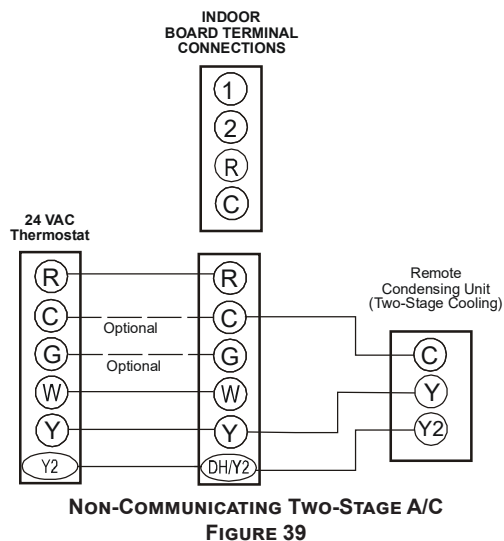 INDOOR
BOARD TERMINAL
CONNECTIONS
1
2
R
C
24 VAC
Thermostat
R
C
G
W
Y
Y2
Optional
Optional
R
C
G
W
Y
DH/Y2
Remote
Condensing Unit
(Two-Stage Cooling)
C
Y
Y2
NON-COMMUNICATING TWO-STAGE A/C
FIGURE 39